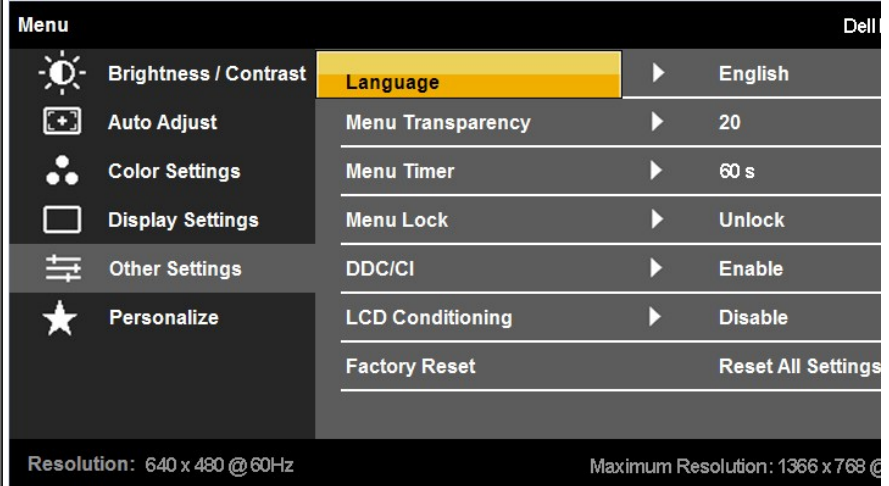 Menu Dell
Brightness / Contrast Language English
Auto Adjust Menu Transparency 20
Color Settings Menu Timer 60 s
Display Settings Menu Lock Unlock
Other Settings DDC/CI Enable
Personalize LCD Conditioning Disable
Factory Reset Reset All Settings
Resolution: 640 x 480 @ 60Hz Maximum Resolution: 1366 x 768 @